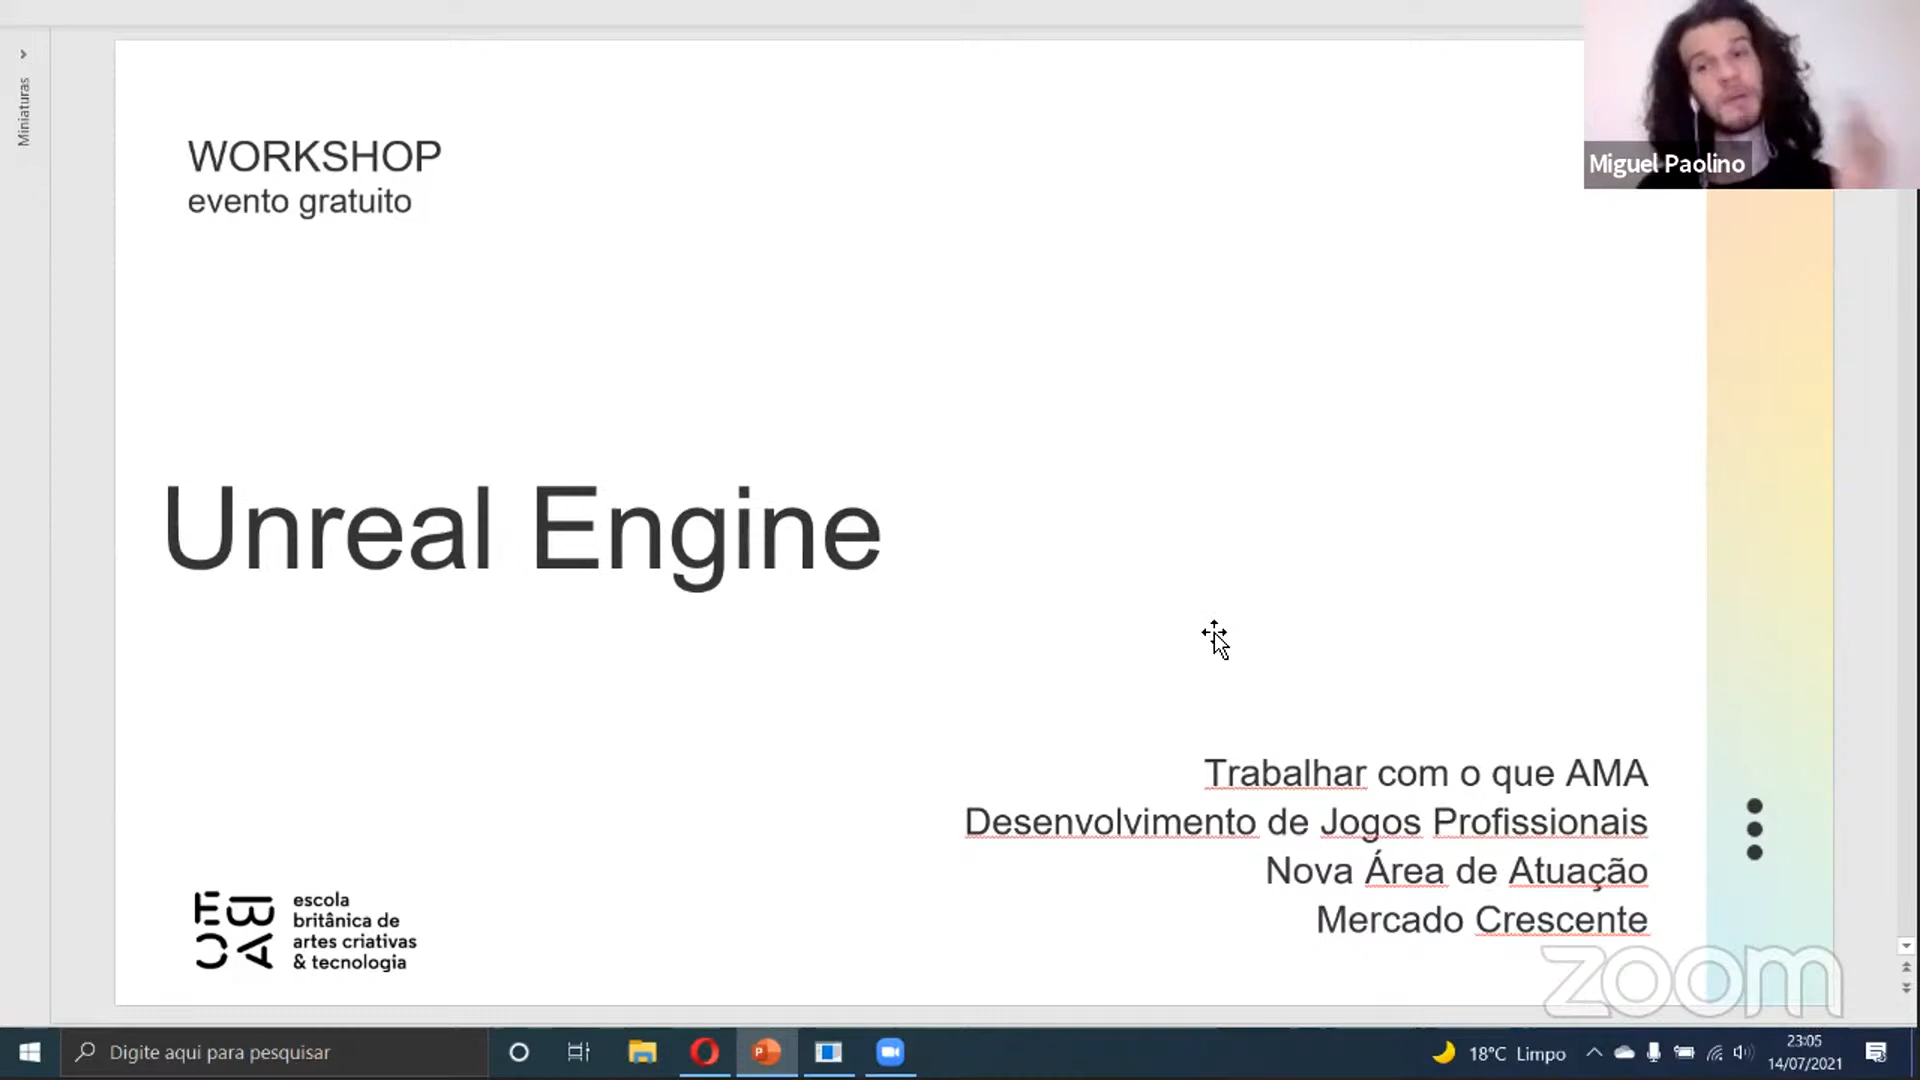 Miniaturas
WORKSHOP
evento gratuito
Miguel Paolino
Unreal Engine
Trabalhar com o que AMA
Desenvolvimento de Jogos Profissionais
Nova Área de Atuação
Mercado Crescente
EBAC
escola
britânica de
artes criativas
& tecnologia
zoom
Digite aqui para pesquisar
18°C Limpo
23:05
14/07/2021